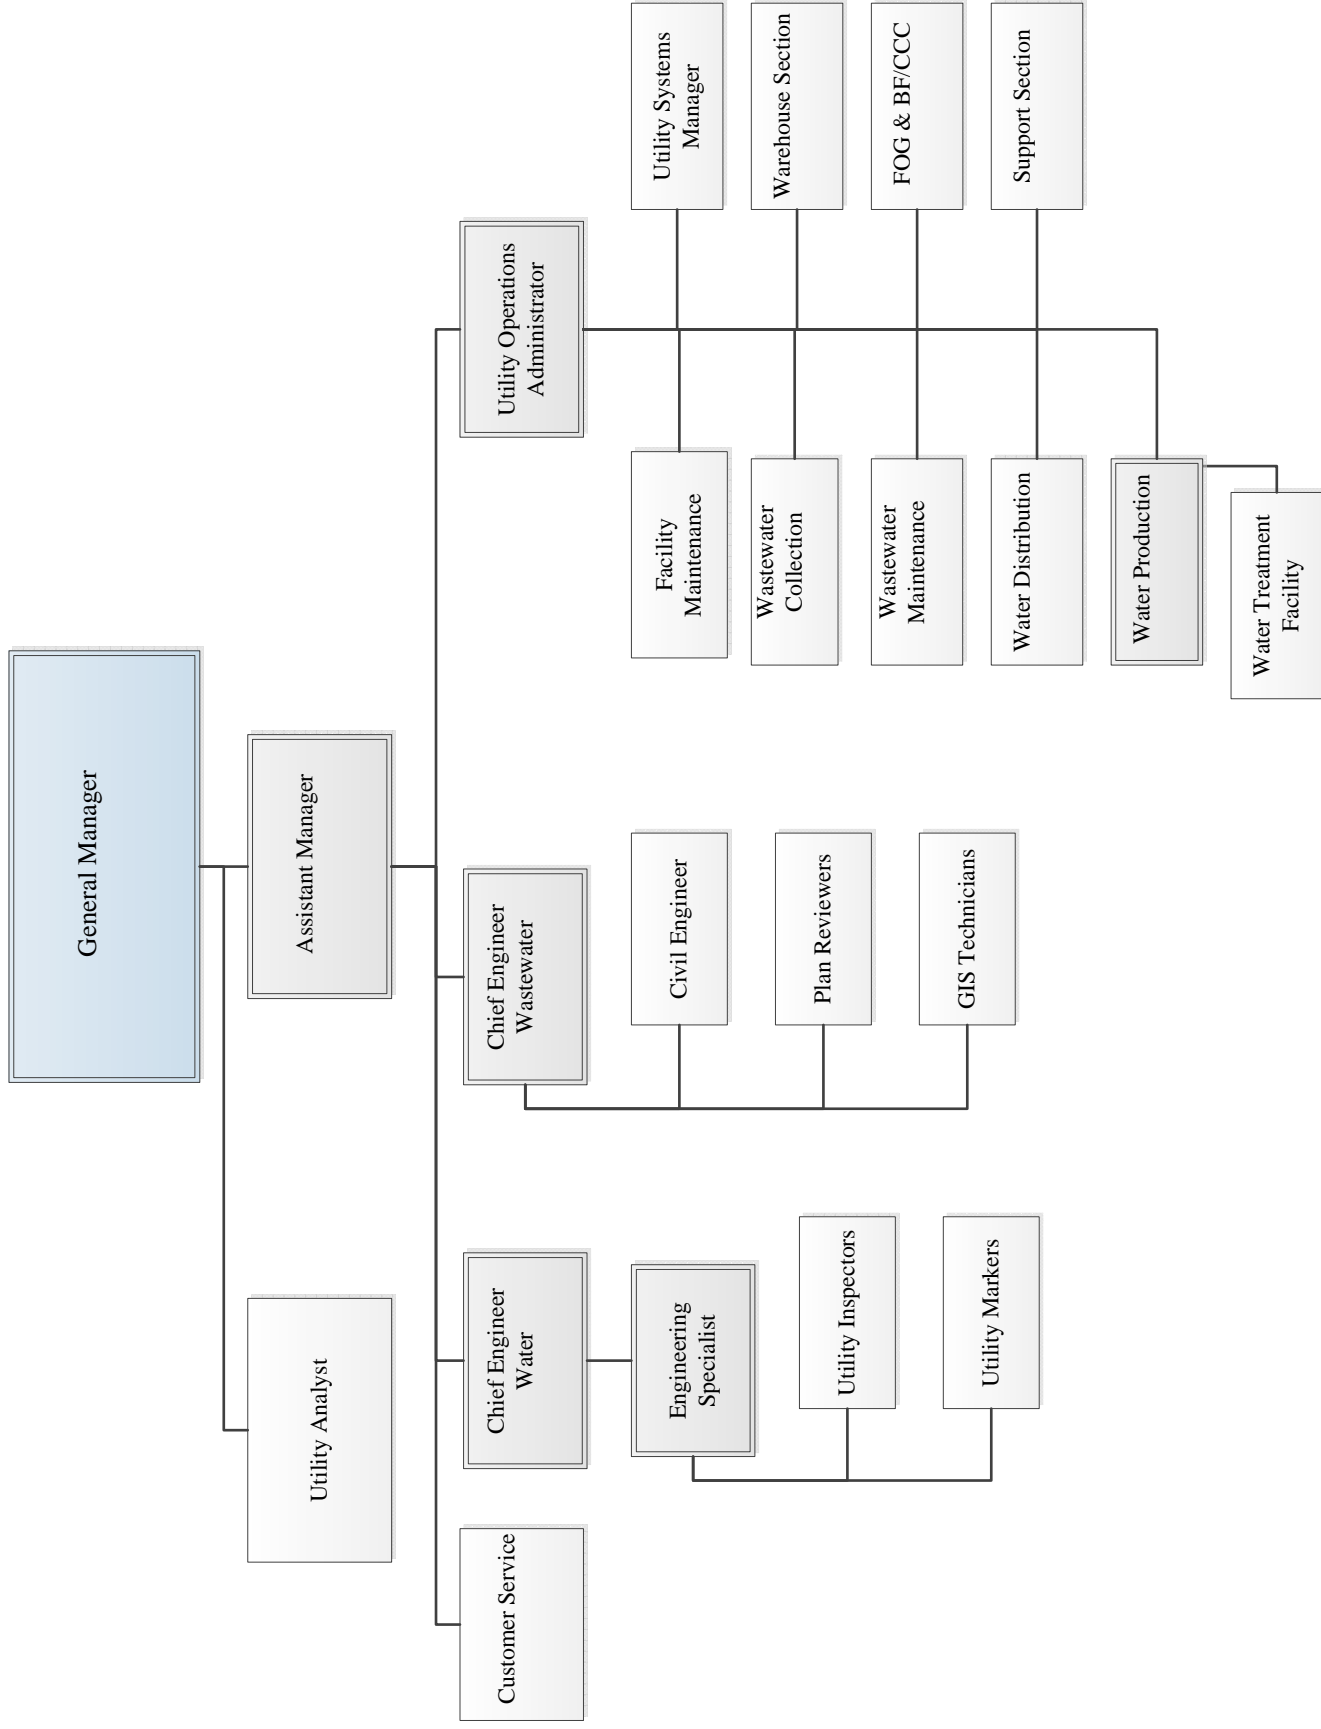 General Manager
Utility Analyst
Assistant Manager
Customer Service
Chief Engineer
Water
Chief Engineer
Wastewater
Utility Operations
Administrator
Engineering
Specialist
Utility Inspectors
Utility Markers
Civil Engineer
Plan Reviewers
GIS Technicians
Facility
Maintenance
Utility Systems
Manager
Wastewater
Collection
Warehouse Section
Wastewater
Maintenance
FOG & BF/CCC
Water Distribution
Support Section
Water Production
Water Treatment
Facility